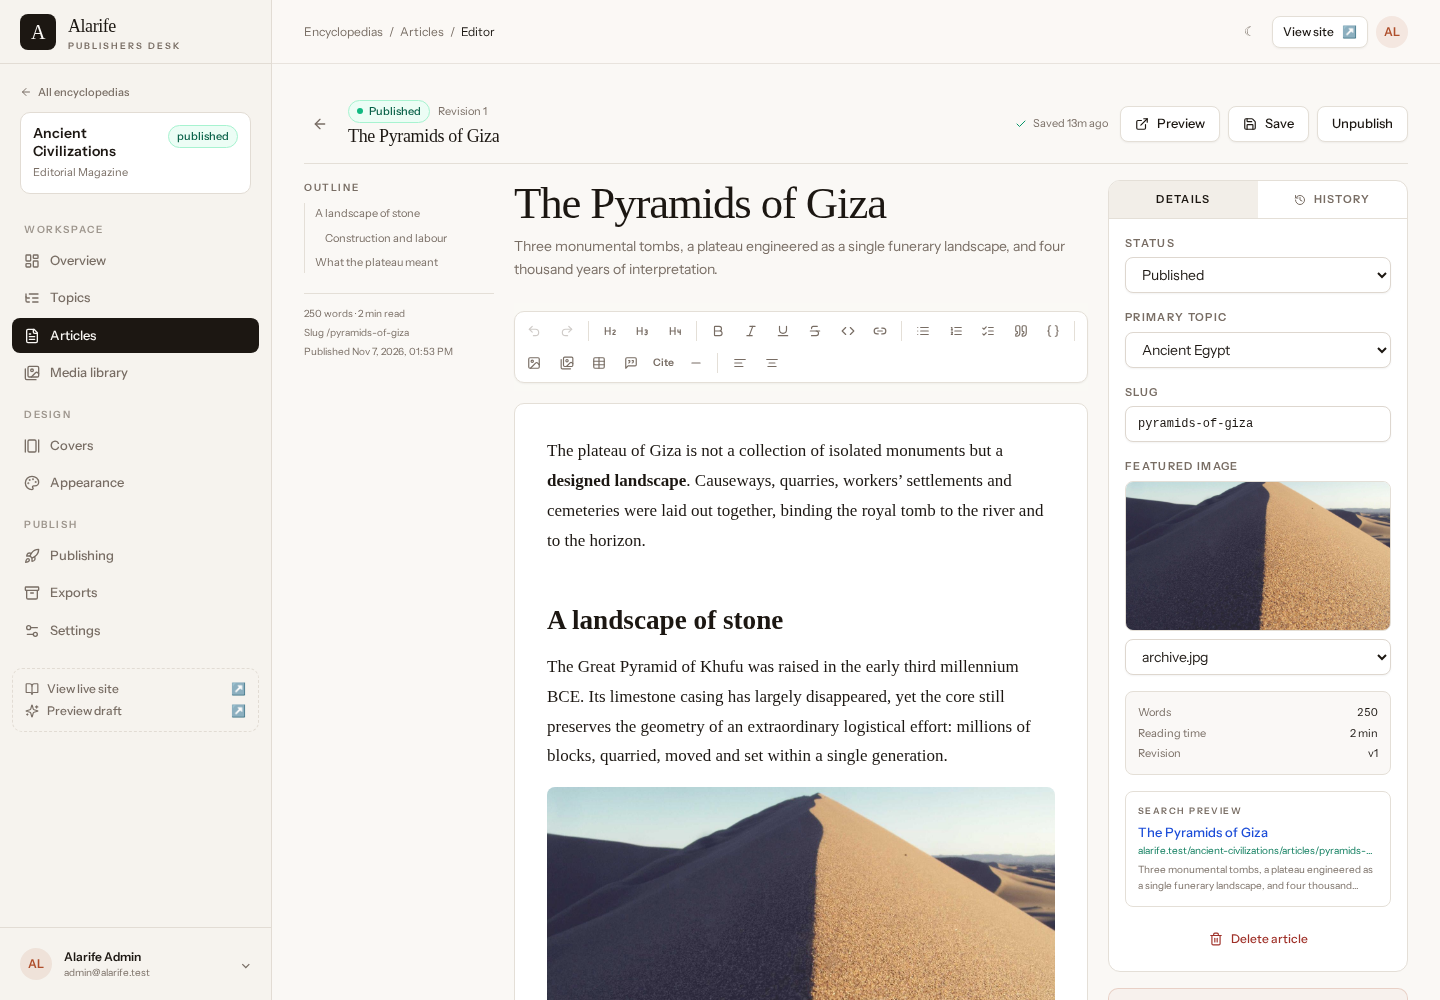 A
Alarife
PUBLISHERS DESK
All encyclopedias
Ancient
Civilizations
published
Editorial Magazine
WORKSPACE
Overview
Topics
Articles
Media library
DESIGN
Covers
Appearance
PUBLISH
Publishing
Exports
Settings
View live site
Preview draft
AL
Alarife Admin
admin@alarife.test
Encyclopedias / Articles / Editor
View site
AL
Published
Revision 1
The Pyramids of Giza
Saved 13m ago
Preview
Save
Unpublish
OUTLINE
A landscape of stone
Construction and labour
What the plateau meant
250 words · 2 min read
Slug /pyramids-of-giza
Published Nov 7, 2026, 01:53 PM
The Pyramids of Giza
Three monumental tombs, a plateau engineered as a single funerary landscape, and four
thousand years of interpretation.
H2 H3 H4 B I U S
Cite
The plateau of Giza is not a collection of isolated monuments but a
designed landscape. Causeways, quarries, workers’ settlements and
cemeteries were laid out together, binding the royal tomb to the river and
to the horizon.
A landscape of stone
The Great Pyramid of Khufu was raised in the early third millennium
BCE. Its limestone casing has largely disappeared, yet the core still
preserves the geometry of an extraordinary logistical effort: millions of
blocks, quarried, moved and set within a single generation.
DETAILS
HISTORY
STATUS
Published
PRIMARY TOPIC
Ancient Egypt
SLUG
pyramids-of-giza
FEATURED IMAGE
archive.jpg
Words 250
Reading time 2 min
Revision v1
SEARCH PREVIEW
The Pyramids of Giza
alarife.test/ancient-civilizations/articles/pyramids-...
Three monumental tombs, a plateau engineered as
a single funerary landscape, and four thousand...
Delete article